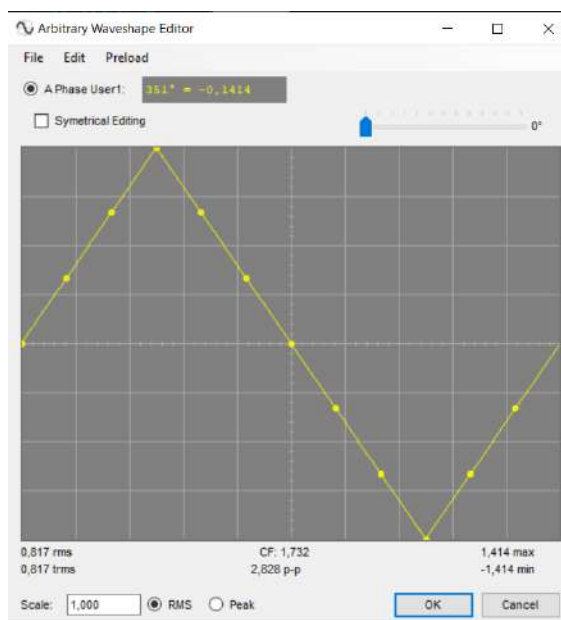 Arbitrary Waveshape Editor
File Edit Preload
A Phase User1: 351° = -0,1414
Symetrical Editing
0°
0,817 rms CF: 1,732 1,414 max
0,817 trms 2,828 p-p -1,414 min
Scale: 1,000 RMS Peak OK Cancel